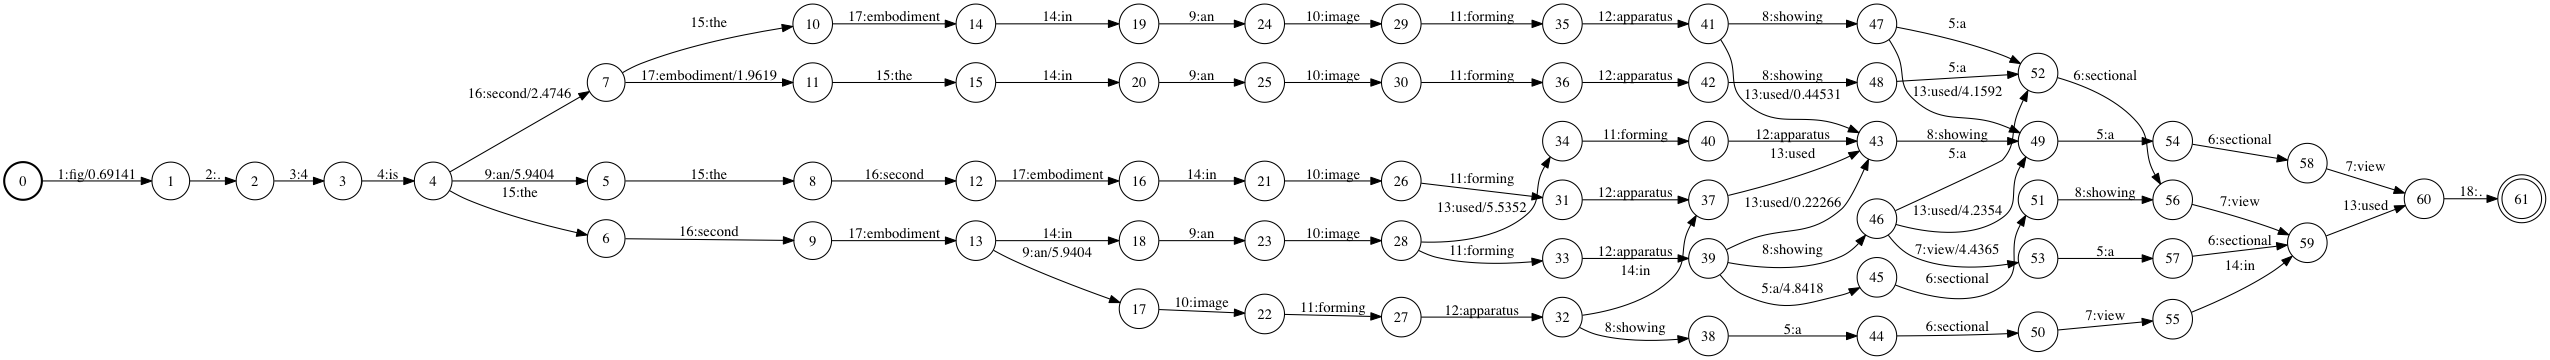 15:the 10 17:embodiment 14 14:in 19 9:an 24 10:image 29 11:forming 35 12:apparatus 41 8:showing 47 5:a
16:second/2.4746 7 17:embodiment/1.9619 11 15:the 15 14:in 20 9:an 25 10:image 30 11:forming 36 12:apparatus 42 8:showing 48 5:a 52 6:sectional
13:used/0.44531 13:used/4.1592
34 11:forming 40 12:apparatus 43 8:showing 49 5:a 54 6:sectional 58 7:view
13:used 5:a
0 1:fig/0.69141 1 2:. 2 3:4 3 4:is 4 9:an/5.9404 5 15:the 8 16:second 12 17:embodiment 16 14:in 21 10:image 26 11:forming 31 12:apparatus 37 51 8:showing 56 7:view 60 18:. 61
15:the 13:used/5.5352 13:used/0.22266 46 13:used/4.2354 13:used
6 16:second 9 17:embodiment 13 14:in 18 9:an 23 10:image 28 11:forming 33 12:apparatus 39 8:showing 7:view/4.4365 53 5:a 57 6:sectional 59
9:an/5.9404 14:in 5:a/4.8418 45 6:sectional 14:in
17 10:image 22 11:forming 27 12:apparatus 32 8:showing 38 5:a 44 6:sectional 50 7:view 55